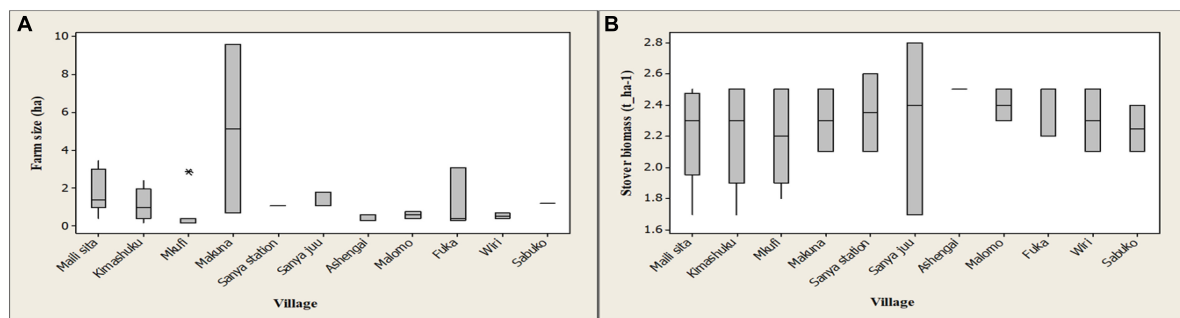 A
Farm size (ha)
10
8
6
4
2
0
Malli sita
Kimashuku
Mkufi
Makuna
Sanya station
Sanya juu
Ashengai
Malomo
Fuka
Wiri
Sabuko
Village
B
Stover biomass (t_ha-1)
2.8
2.6
2.4
2.2
2.0
1.8
1.6
Malli sita
Kimashuku
Mkufi
Makuna
Sanya station
Sanya juu
Ashengai
Malomo
Fuka
Wiri
Sabuko
Village